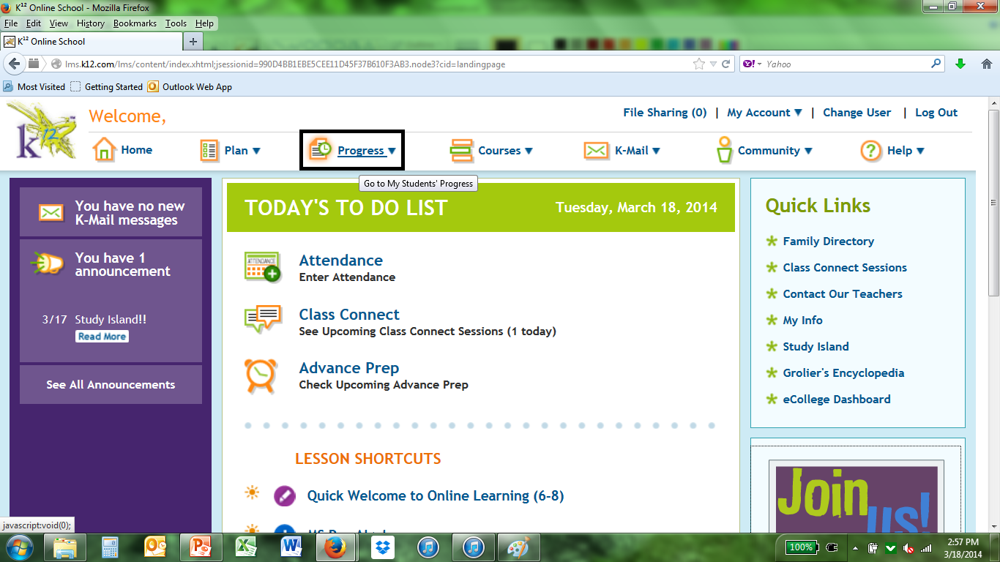 K12 Online School - Mozilla Firefox
File Edit View History Bookmarks Tools Help
K12 Online School
lms.k12.com/lms/content/index.xhtml;jsessionid=990D4BB1EBE5CEE11D45F37B610F3AB3.node3?cid=landingpage
Yahoo
Most Visited Getting Started Outlook Web App
k12
Welcome,
File Sharing (0) | My Account | Change User | Log Out
Home Plan Progress Courses K-Mail Community Help
Go to My Students' Progress
You have no new
K-Mail messages
You have 1
announcement
3/17 Study Island!!
Read More
See All Announcements
TODAY'S TO DO LIST
Tuesday, March 18, 2014
ATTENDANCE
Attendance
Enter Attendance
Class Connect
See Upcoming Class Connect Sessions (1 today)
Advance Prep
Check Upcoming Advance Prep
LESSON SHORTCUTS
Quick Welcome to Online Learning (6-8)
Quick Links
Family Directory
Class Connect Sessions
Contact Our Teachers
My Info
Study Island
Grolier's Encyclopedia
eCollege Dashboard
Join
us!
javascript:void(0);
100%
2:57 PM
3/18/2014